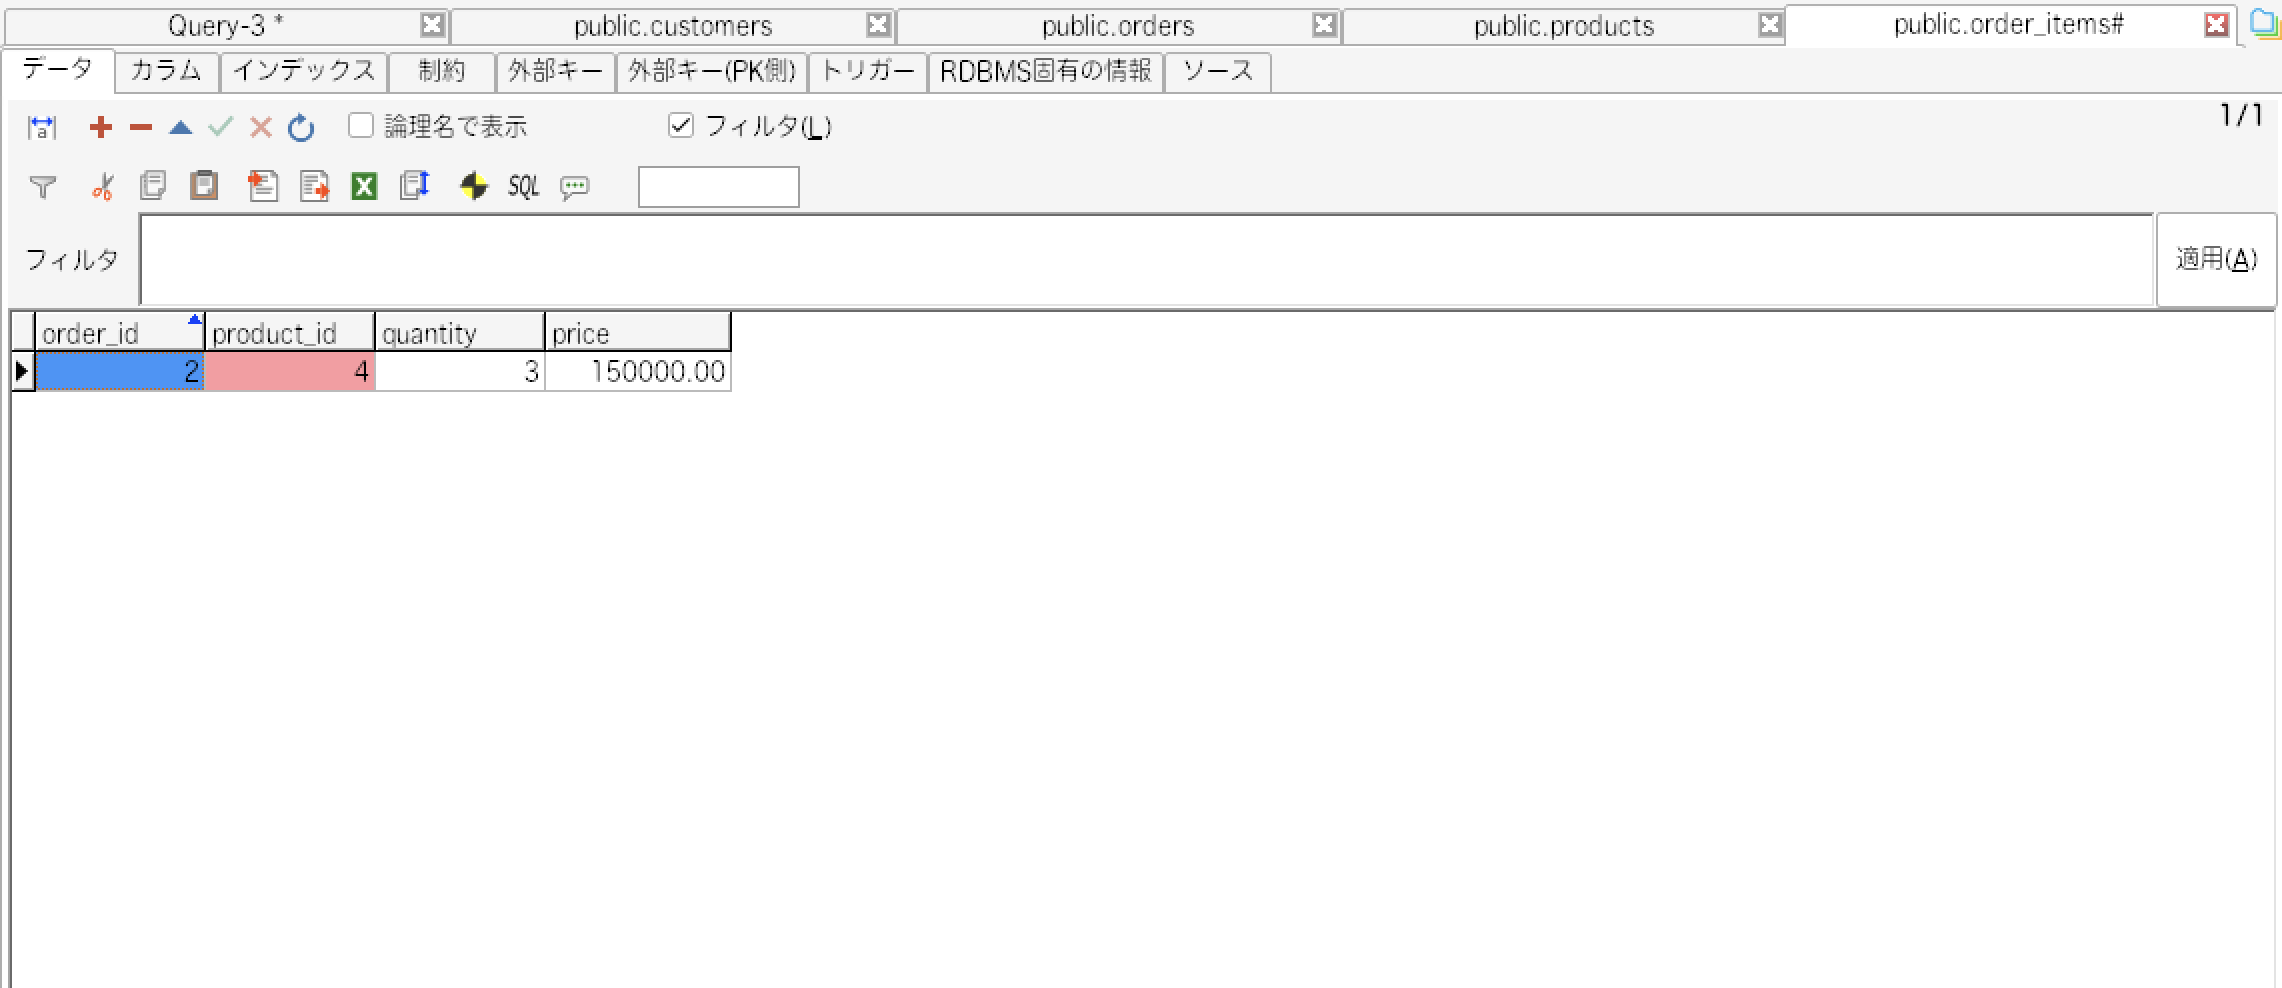 Query-3 * public.customers public.orders public.products public.order_items#
データ カラム インデックス 制約 外部キー 外部キー(PK側) トリガー RDBMS固有の情報 ソース
a 論理名で表示 フィルタ(L) 1/1
X SQL
フィルタ 適用(A)
order_id product_id quantity price
2 4 3 150000.00